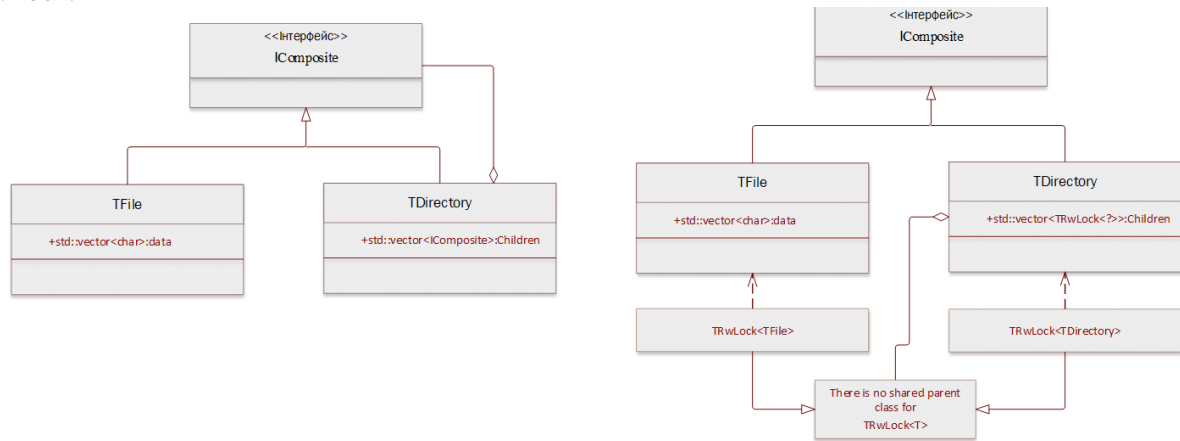 <<Інтерфейс>>
IComposite
TFile
+std::vector<char>:data
TDirectory
+std::vector<IComposite>:Children
<<Інтерфейс>>
IComposite
TFile
+std::vector<char>:data
TDirectory
+std::vector<TRwLock<?>>:Children
TRwLock<TFile>
TRwLock<TDirectory>
There is no shared parent
class for
TRwLock<T>